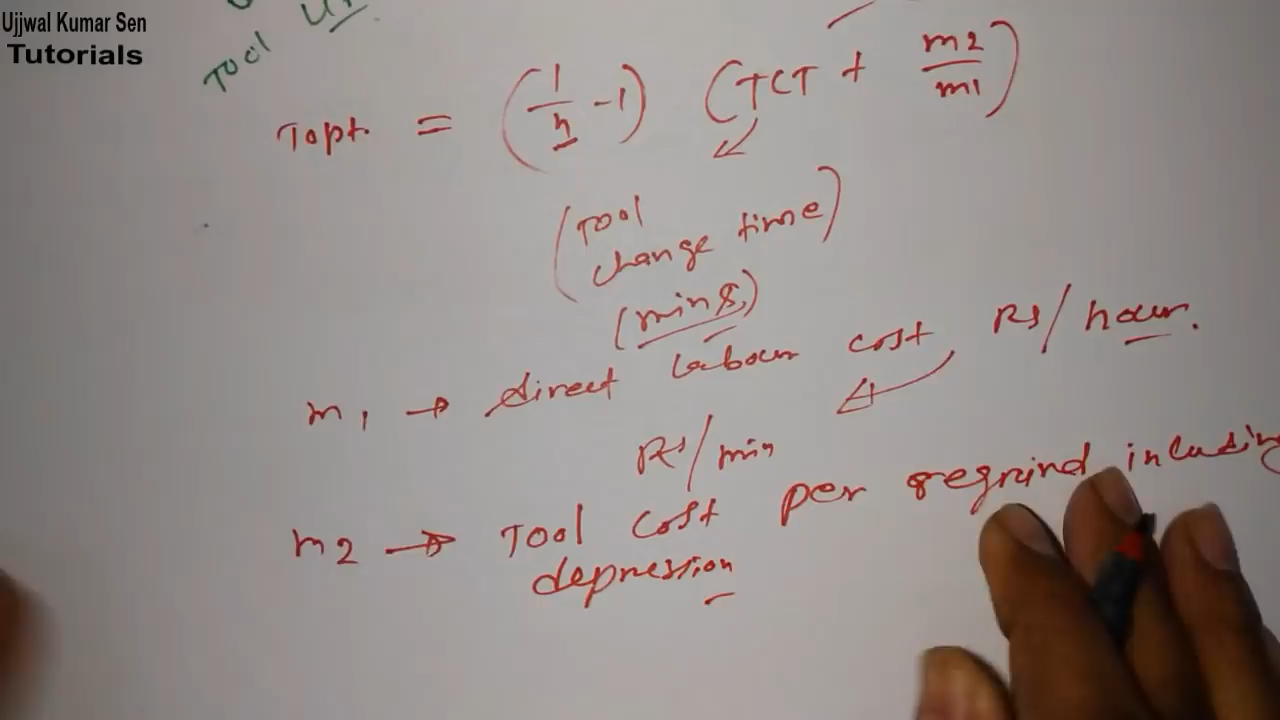 Ujjwal Kumar Sen
Tutorials
Tool
Topt. = (1/n - 1) (TCT + m2/m1)
(Tool
change time)
(mins)
m1 → direct labour cost Rs/hour.
Rs/min
m2 → Tool cost per regrind including
depression